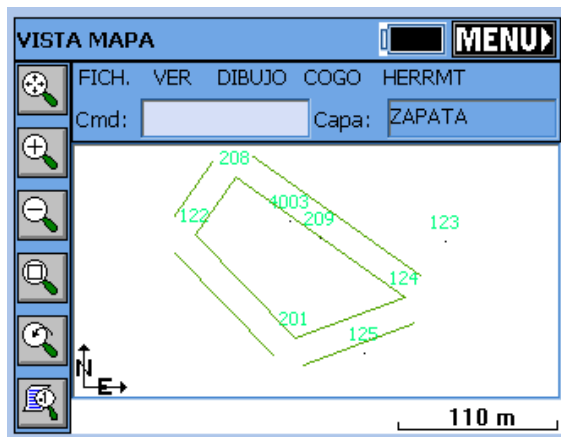 VISTA MAPA MENU
FICH. VER DIBUJO COGO HERRMT
Cmd: Capa: ZAPATA
208
4003
122 209 123
124
201
125
N
E
110 m